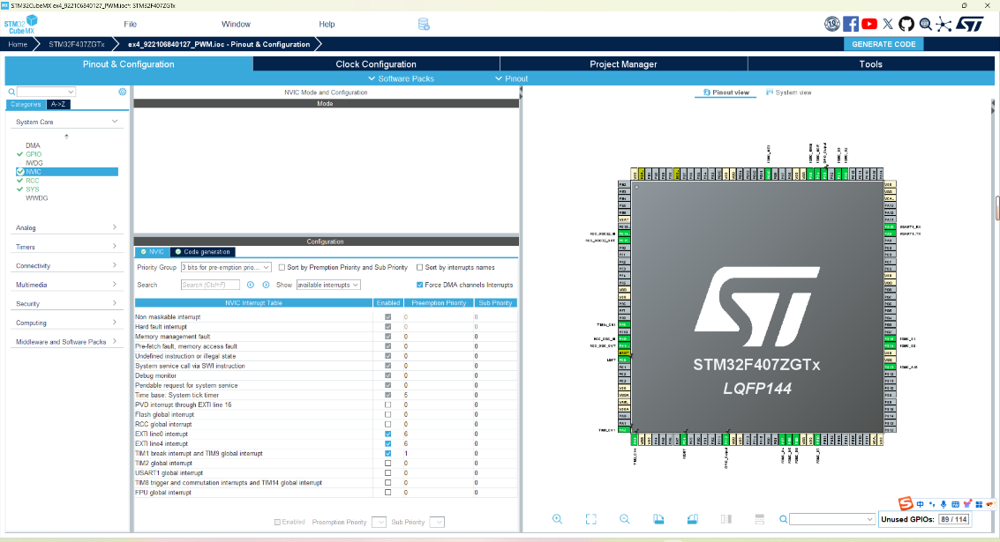 STM32CubeMX ex4_922106840127_PWM.ioc*: STM32F407ZGTx
STM32
CubeMX
File
Window
Help
Home
STM32F407ZGTx
ex4_922106840127_PWM.ioc - Pinout & Configuration
GENERATE CODE
Pinout & Configuration
Clock Configuration
Project Manager
Tools
Software Packs
Pinout
Categories
A->Z
System Core
DMA
GPIO
IWDG
NVIC
RCC
SYS
WWDG
Analog
Timers
Connectivity
Multimedia
Security
Computing
Middleware and Software Packs
NVIC Mode and Configuration
Mode
Configuration
NVIC
Code generation
Priority Group
3 bits for pre-emption prio...
Sort by Premption Priority and Sub Priority
Sort by interrupts names
Search
Search (Ctrl+F)
Show
available interrupts
Force DMA channels Interrupts
NVIC Interrupt Table Enabled Preemption Priority Sub Priority
Non maskable interrupt 0 0
Hard fault interrupt 0 0
Memory management fault 0 0
Pre-fetch fault, memory access fault 0 0
Undefined instruction or illegal state 0 0
System service call via SWI instruction 0 0
Debug monitor 0 0
Pendable request for system service 0 0
Time base: System tick timer 5 0
PVD interrupt through EXTI line 16 0 0
Flash global interrupt 0 0
RCC global interrupt 0 0
EXTI line0 interrupt 6 0
EXTI line4 interrupt 6 0
TIM1 break interrupt and TIM9 global interrupt 1 0
TIM2 global interrupt 0 0
USART1 global interrupt 0 0
TIM8 trigger and commutation interrupts and TIM14 global interrupt 0 0
FPU global interrupt 0 0
Enabled
Preemption Priority
Sub Priority
Pinout view
System view
USART1_RX
USART1_TX
STM32F407ZGTx
LQFP144
中
Unused GPIOs:
89 / 114